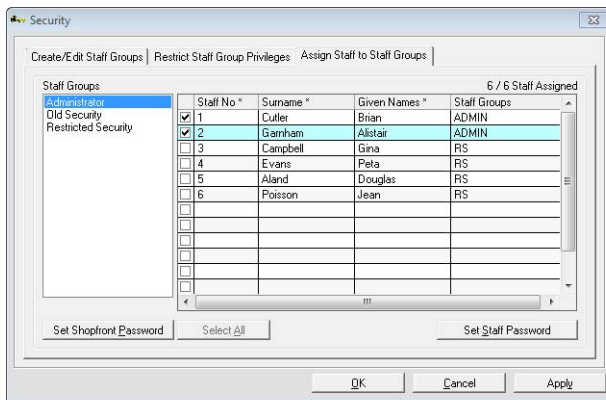 Security
Create/Edit Staff Groups Restrict Staff Group Privileges Assign Staff to Staff Groups
Staff Groups 6 / 6 Staff Assigned
Administrator
Old Security
Restricted Security
Staff No * Surname * Given Names * Staff Groups
1 Cutler Brian ADMIN
2 Garnham Alistair ADMIN
3 Campbell Gina RS
4 Evans Peta RS
5 Aland Douglas RS
6 Poisson Jean RS
Set Shopfront Password Select All Set Staff Password
OK Cancel Apply